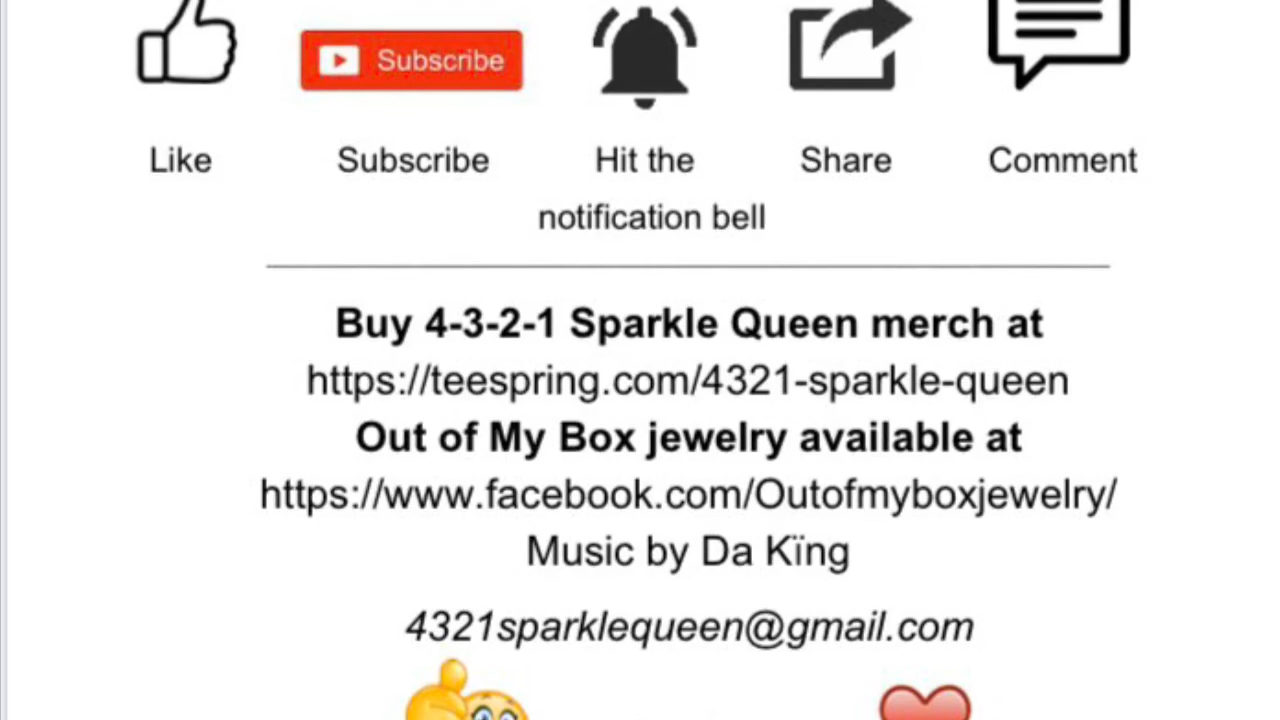 Subscribe
Like Subscribe Hit the Share Comment
notification bell
Buy 4-3-2-1 Sparkle Queen merch at
https://teespring.com/4321-sparkle-queen
Out of My Box jewelry available at
https://www.facebook.com/Outofmyboxjewelry/
Music by Da Kïng
4321sparklequeen@gmail.com